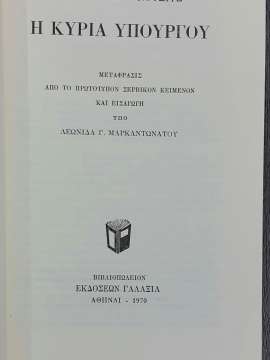 Η ΚΥΡΙΑ ΥΠΟΥΡΓΟΥ
ΜΕΤΑΦΡΑΣΙΣ
ΑΠΟ ΤΟ ΠΡΩΤΟΤΥΠΟΝ ΣΕΡΒΙΚΟΝ ΚΕΙΜΕΝΟΝ
ΚΑΙ ΕΙΣΑΓΩΓΗ
ΥΠΟ
ΛΕΩΝΙΔΑ Γ. ΜΑΡΚΑΝΤΩΝΑΤΟΥ
ΒΙΒΛΙΟΠΩΛΕΙΟΝ
ΕΚΔΟΣΕΩΝ ΓΑΛΑΞΙΑ
ΑΘΗΝΑΙ - 1970